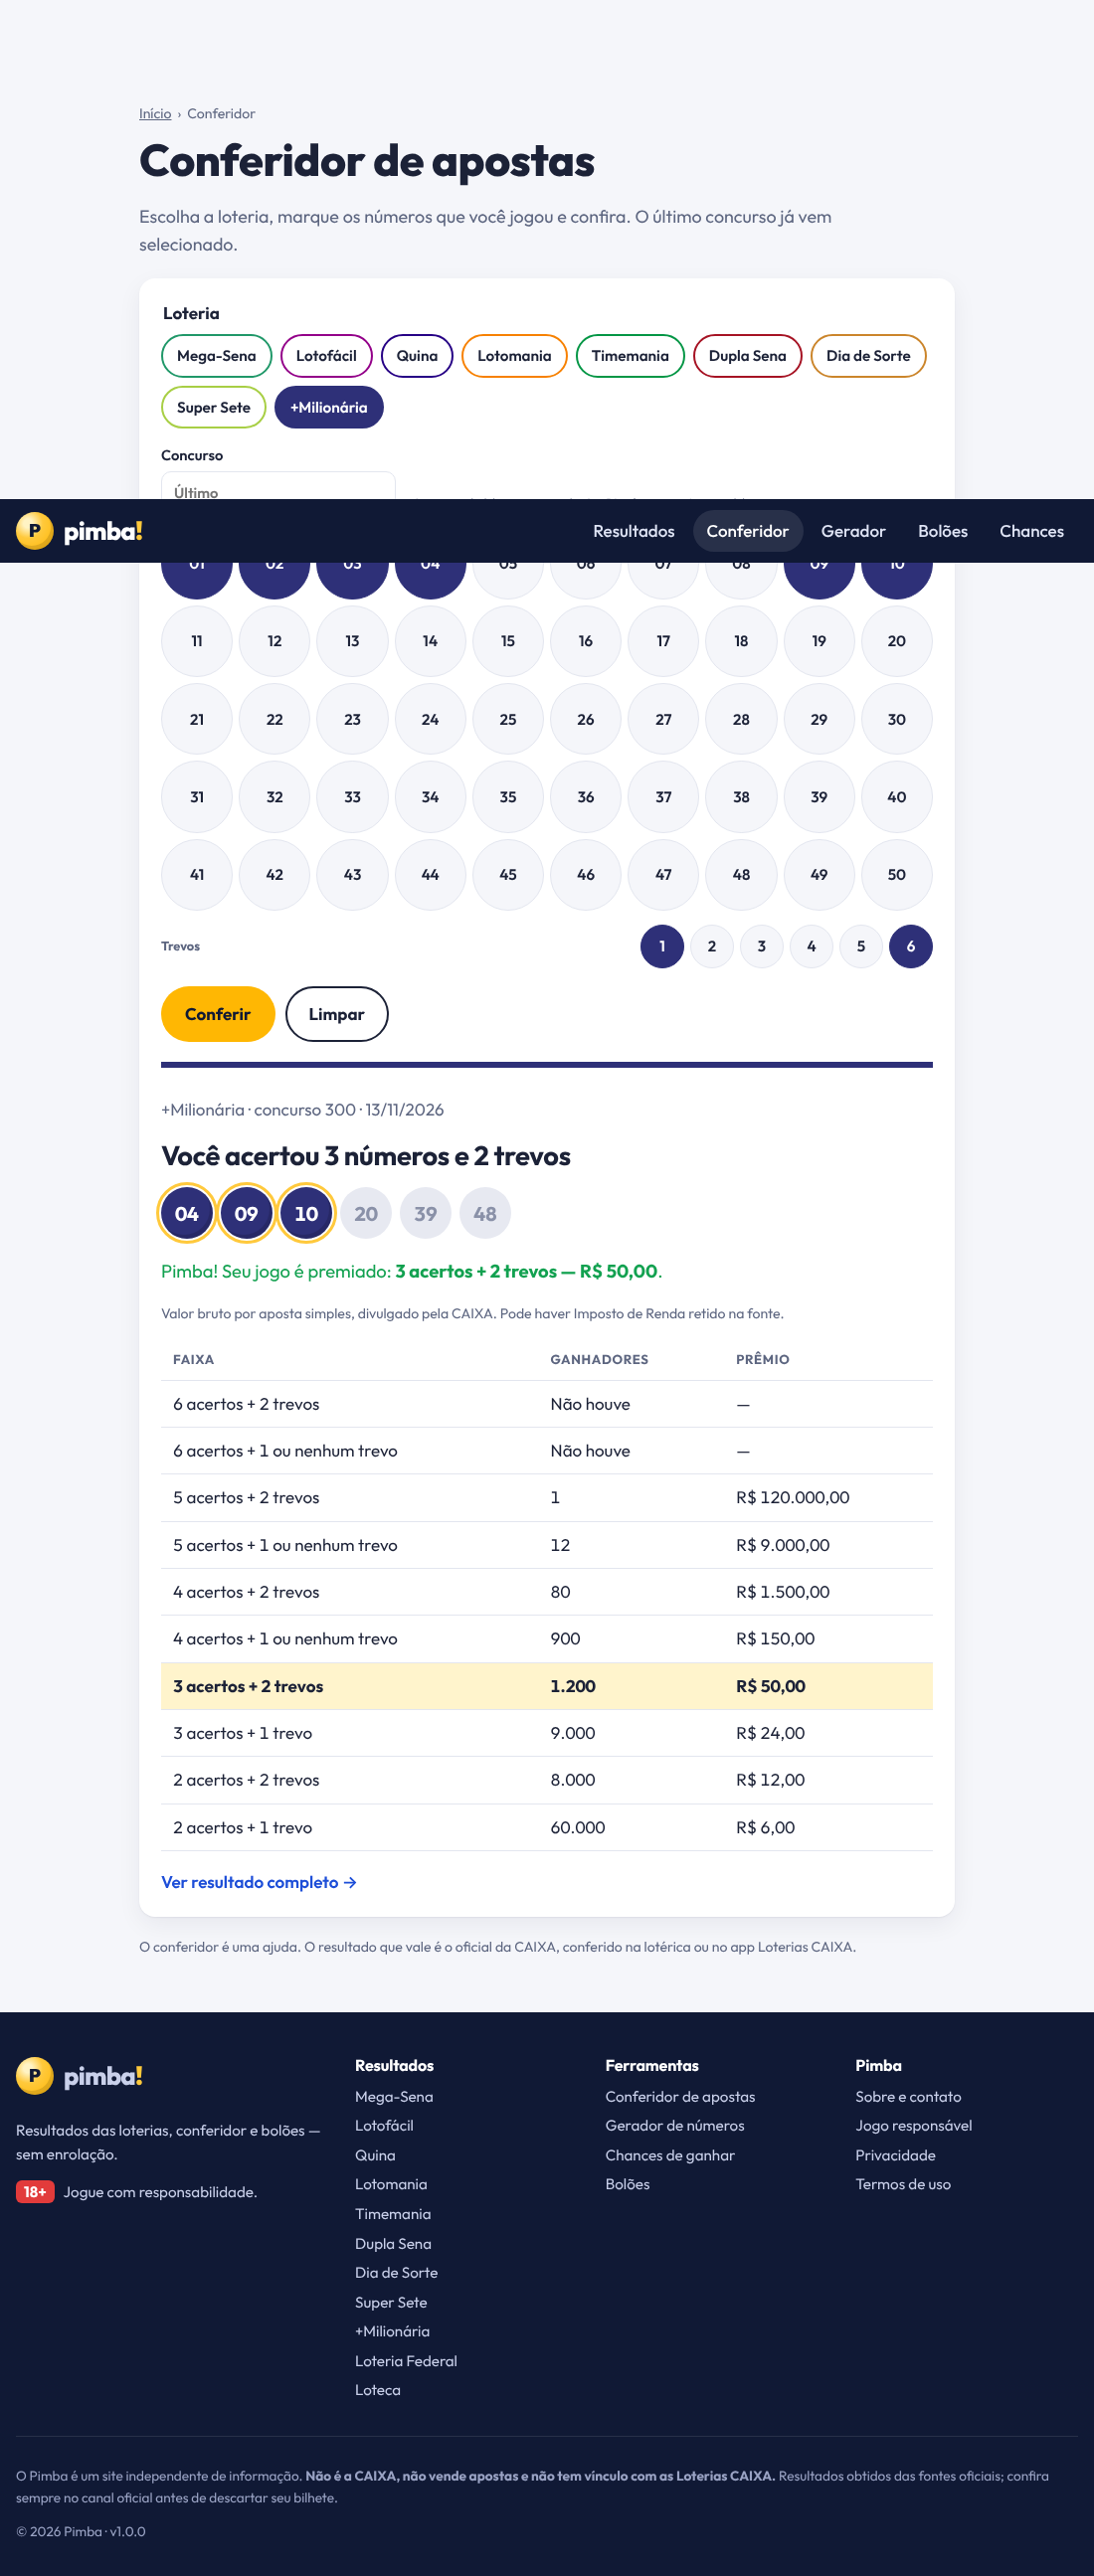 Início › Conferidor
Conferidor de apostas
Escolha a loteria, marque os números que você jogou e confira. O último concurso já vem
selecionado.
Loteria
Mega-Sena Lotofácil Quina Lotomania Timemania Dupla Sena Dia de Sorte
Super Sete +Milionária
Concurso
Último
P pimba! Resultados Conferidor Gerador Bolões Chances
01 02 03 04 05 06 07 08 09 10
11 12 13 14 15 16 17 18 19 20
21 22 23 24 25 26 27 28 29 30
31 32 33 34 35 36 37 38 39 40
41 42 43 44 45 46 47 48 49 50
Trevos 1 2 3 4 5 6
Conferir Limpar
+Milionária · concurso 300 · 13/11/2026
Você acertou 3 números e 2 trevos
04 09 10 20 39 48
Pimba! Seu jogo é premiado: 3 acertos + 2 trevos — R$ 50,00.
Valor bruto por aposta simples, divulgado pela CAIXA. Pode haver Imposto de Renda retido na fonte.
FAIXA GANHADORES PRÊMIO
6 acertos + 2 trevos Não houve —
6 acertos + 1 ou nenhum trevo Não houve —
5 acertos + 2 trevos 1 R$ 120.000,00
5 acertos + 1 ou nenhum trevo 12 R$ 9.000,00
4 acertos + 2 trevos 80 R$ 1.500,00
4 acertos + 1 ou nenhum trevo 900 R$ 150,00
3 acertos + 2 trevos 1.200 R$ 50,00
3 acertos + 1 trevo 9.000 R$ 24,00
2 acertos + 2 trevos 8.000 R$ 12,00
2 acertos + 1 trevo 60.000 R$ 6,00
Ver resultado completo →
O conferidor é uma ajuda. O resultado que vale é o oficial da CAIXA, conferido na lotérica ou no app Loterias CAIXA.
P pimba!
Resultados das loterias, conferidor e bolões —
sem enrolação.
18+ Jogue com responsabilidade.
Resultados
Mega-Sena
Lotofácil
Quina
Lotomania
Timemania
Dupla Sena
Dia de Sorte
Super Sete
+Milionária
Loteria Federal
Loteca
Ferramentas
Conferidor de apostas
Gerador de números
Chances de ganhar
Bolões
Pimba
Sobre e contato
Jogo responsável
Privacidade
Termos de uso
O Pimba é um site independente de informação. Não é a CAIXA, não vende apostas e não tem vínculo com as Loterias CAIXA. Resultados obtidos das fontes oficiais; confira
sempre no canal oficial antes de descartar seu bilhete.
© 2026 Pimba · v1.0.0